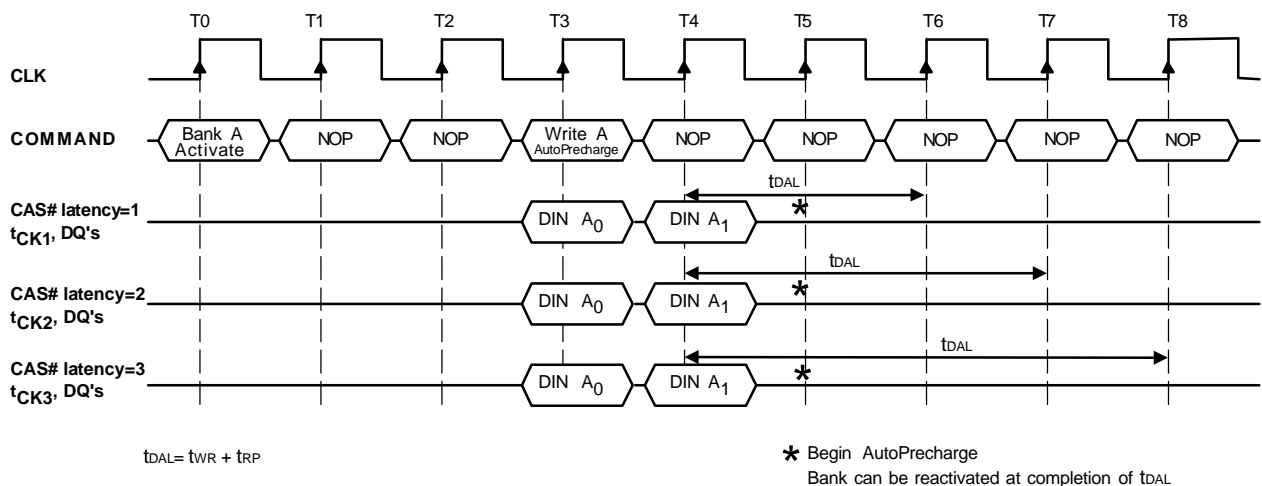 T0 T1 T2 T3 T4 T5 T6 T7 T8
CLK
COMMAND
Bank A Activate
NOP
NOP
Write A AutoPrecharge
NOP
NOP
NOP
NOP
NOP
tDAL
CAS# latency=1
tCK1, DQ's
DIN A0
DIN A1
*
tDAL
CAS# latency=2
tCK2, DQ's
DIN A0
DIN A1
*
tDAL
CAS# latency=3
tCK3, DQ's
DIN A0
DIN A1
*
tDAL= tWR + tRP
* Begin AutoPrecharge
Bank can be reactivated at completion of tDAL